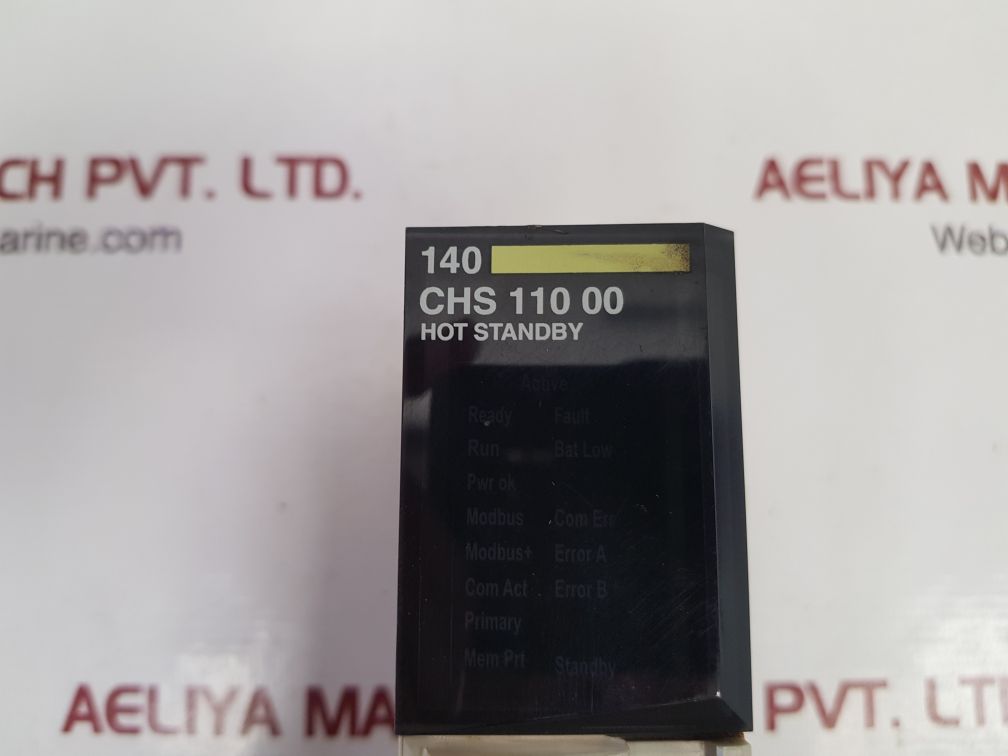 CH PVT. LTD.
AELIYA M
arine.com
Web
140
CHS 110 00
HOT STANDBY
Active
Ready Fault
Run Bat Low
Pwr ok
Modbus Com Err
Modbus+ Error A
Com Act Error B
Primary
Mem Prt Standby
AELIYA MA
PVT. LT